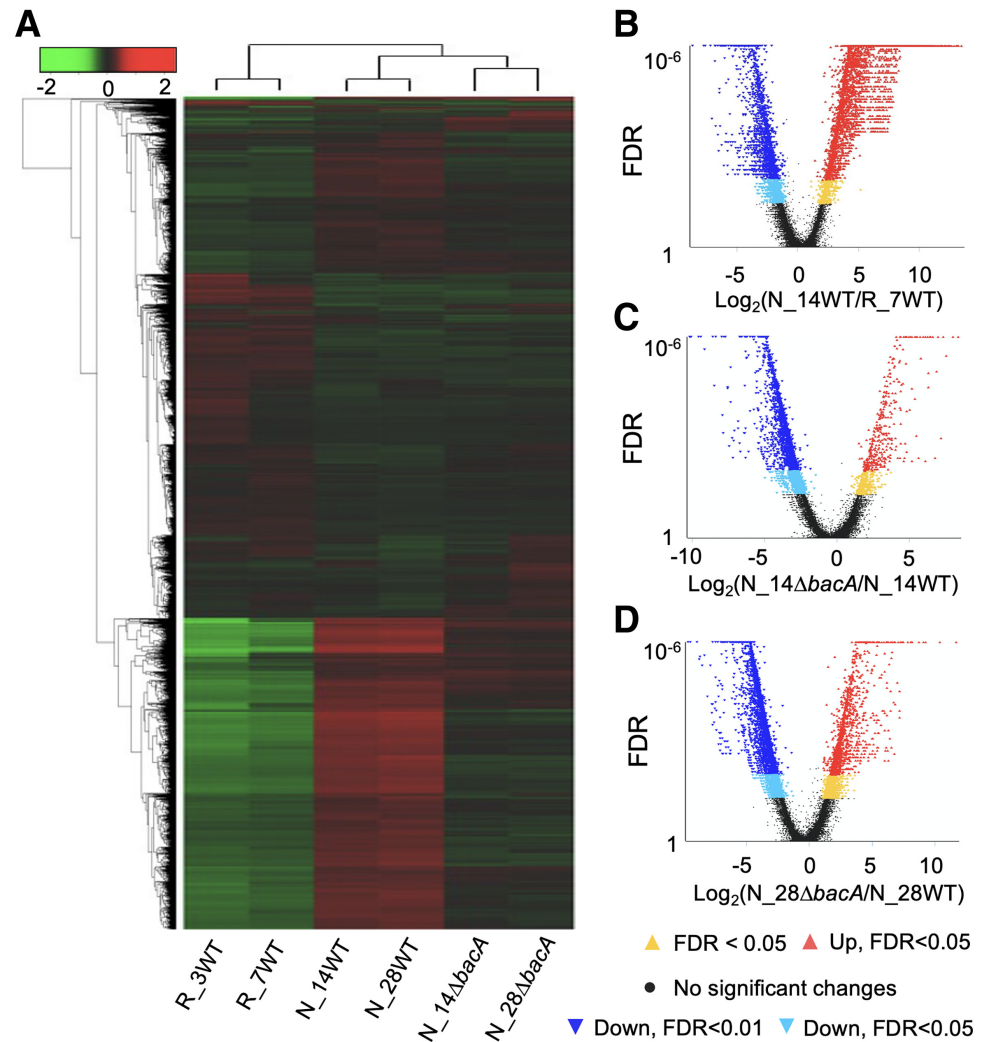 A
-2 0 2
R_3WT
R_7WT
N_14WT
N_28WT
N_14ΔbacA
N_28ΔbacA
B
10-6
FDR
1
-5 0 5 10
Log2(N_14WT/R_7WT)
C
10-6
FDR
1
-10 -5 0 5
Log2(N_14ΔbacA/N_14WT)
D
10-6
FDR
1
-5 0 5 10
Log2(N_28ΔbacA/N_28WT)
FDR < 0.05 Up, FDR<0.05
No significant changes
Down, FDR<0.01 Down, FDR<0.05